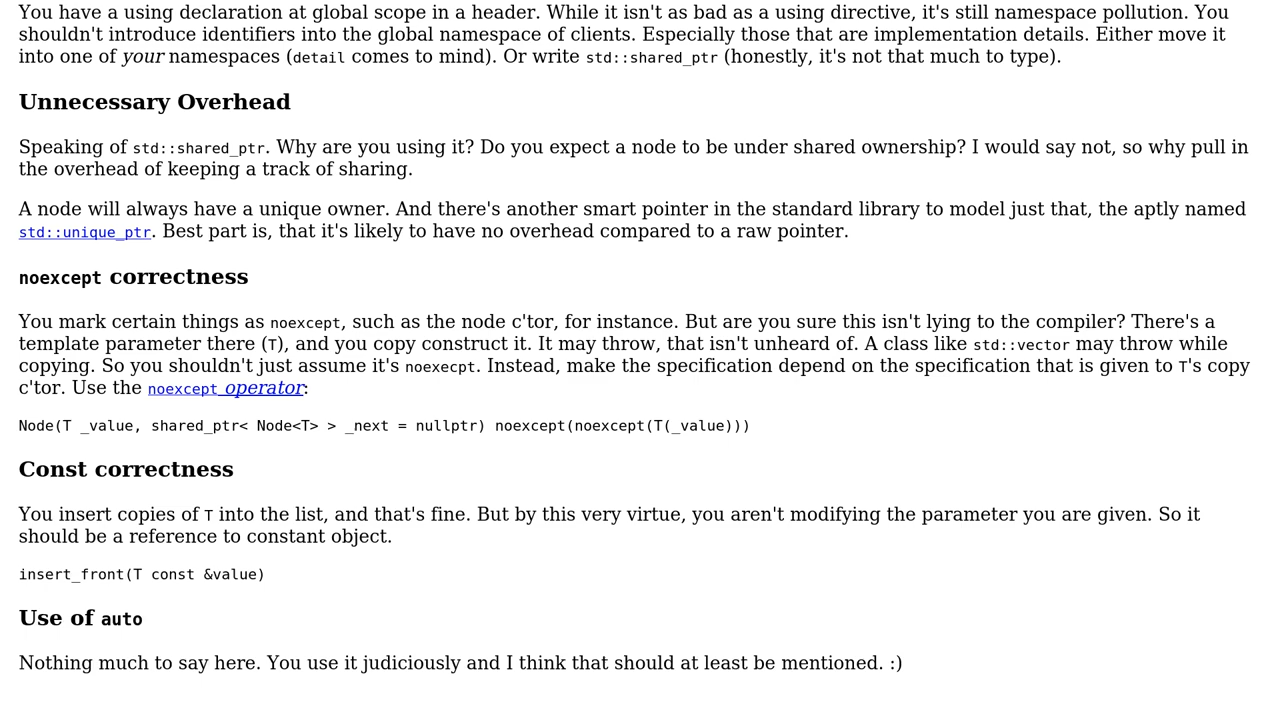 You have a using declaration at global scope in a header. While it isn't as bad as a using directive, it's still namespace pollution. You
shouldn't introduce identifiers into the global namespace of clients. Especially those that are implementation details. Either move it
into one of your namespaces (detail comes to mind). Or write std::shared_ptr (honestly, it's not that much to type).
Unnecessary Overhead
Speaking of std::shared_ptr. Why are you using it? Do you expect a node to be under shared ownership? I would say not, so why pull in
the overhead of keeping a track of sharing.
A node will always have a unique owner. And there's another smart pointer in the standard library to model just that, the aptly named
std::unique_ptr. Best part is, that it's likely to have no overhead compared to a raw pointer.
noexcept correctness
You mark certain things as noexcept, such as the node c'tor, for instance. But are you sure this isn't lying to the compiler? There's a
template parameter there (T), and you copy construct it. It may throw, that isn't unheard of. A class like std::vector may throw while
copying. So you shouldn't just assume it's noexecpt. Instead, make the specification depend on the specification that is given to T's copy
c'tor. Use the noexcept operator:
Node(T _value, shared_ptr< Node<T> > _next = nullptr) noexcept(noexcept(T(_value)))
Const correctness
You insert copies of T into the list, and that's fine. But by this very virtue, you aren't modifying the parameter you are given. So it
should be a reference to constant object.
insert_front(T const &value)
Use of auto
Nothing much to say here. You use it judiciously and I think that should at least be mentioned. :)